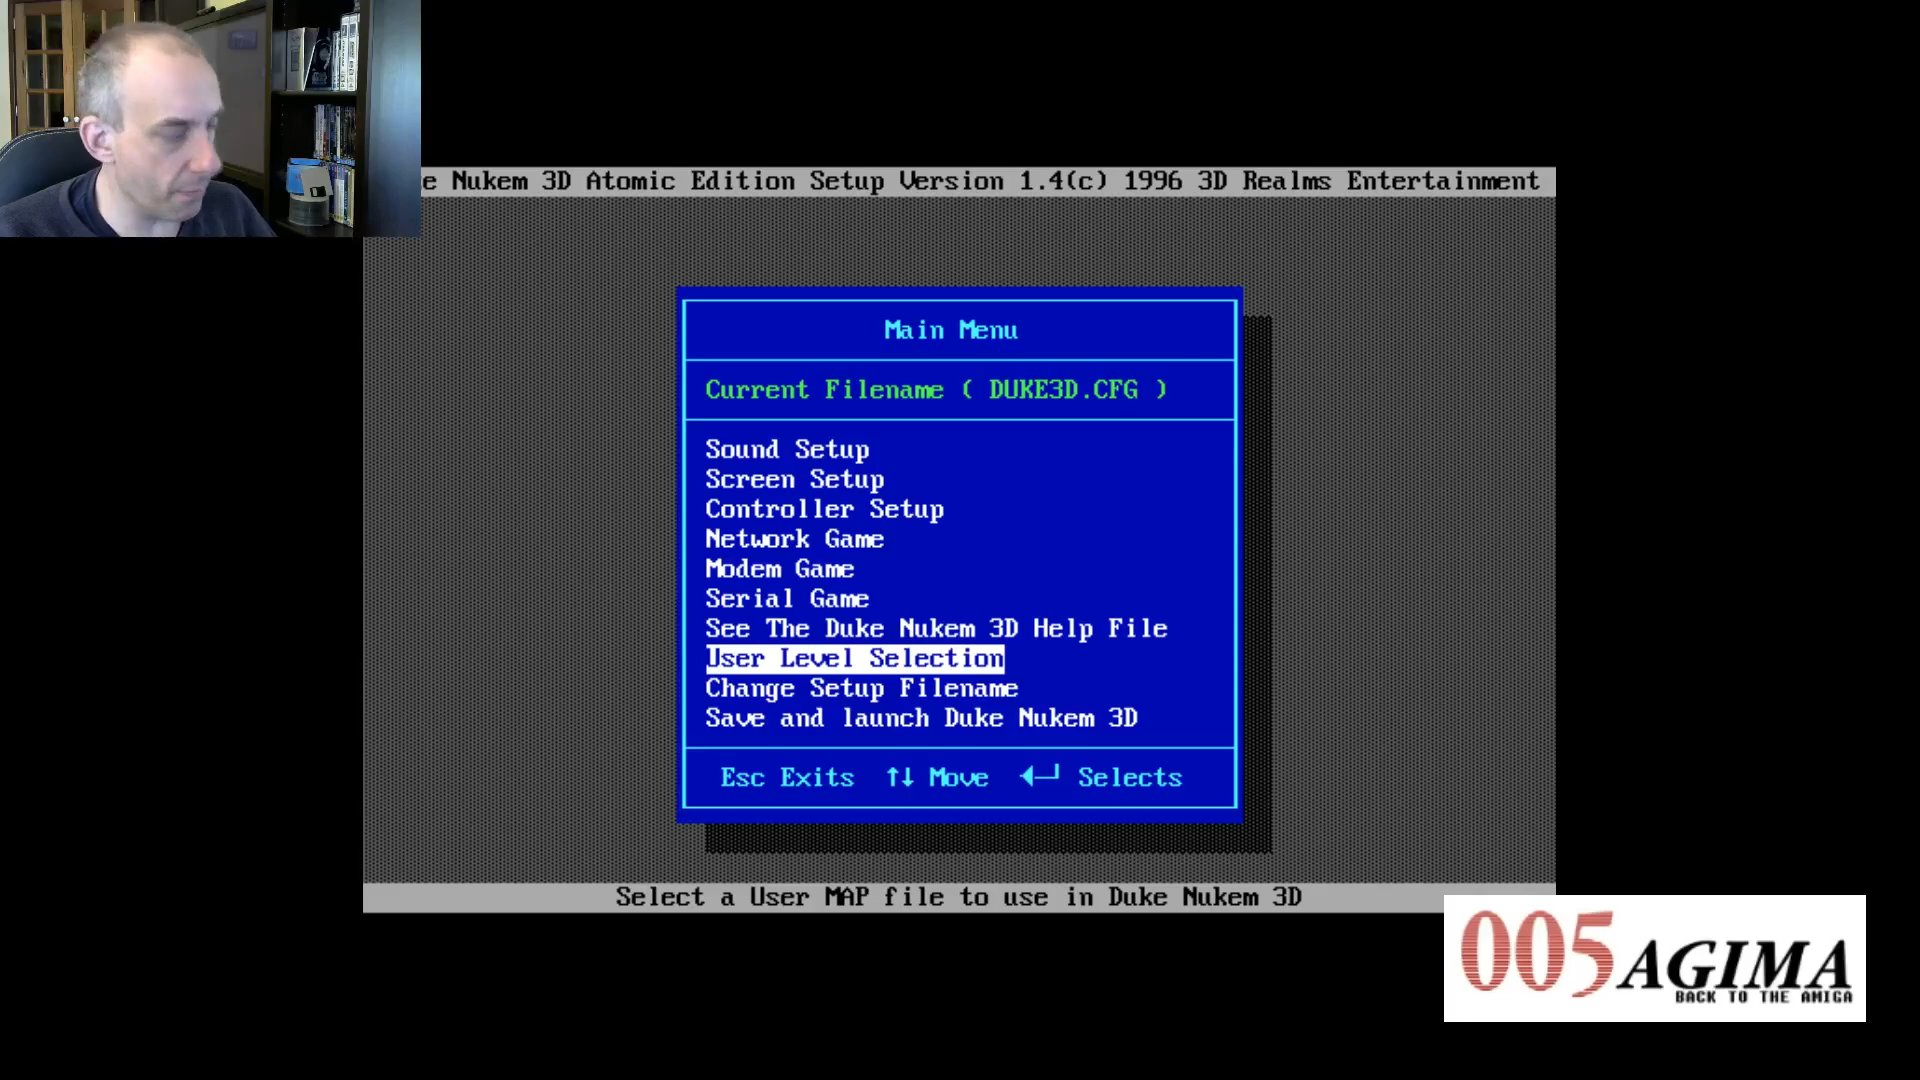 e Nukem 3D Atomic Edition Setup Version 1.4(c) 1996 3D Realms Entertainment
Main Menu
Current Filename ( DUKE3D.CFG )
Sound Setup
Screen Setup
Controller Setup
Network Game
Modem Game
Serial Game
See The Duke Nukem 3D Help File
User Level Selection
Change Setup Filename
Save and launch Duke Nukem 3D
Esc Exits ↑↓ Move ◄─┘ Selects
Select a User MAP file to use in Duke Nukem 3D
005AGIMA
BACK TO THE AMIGA